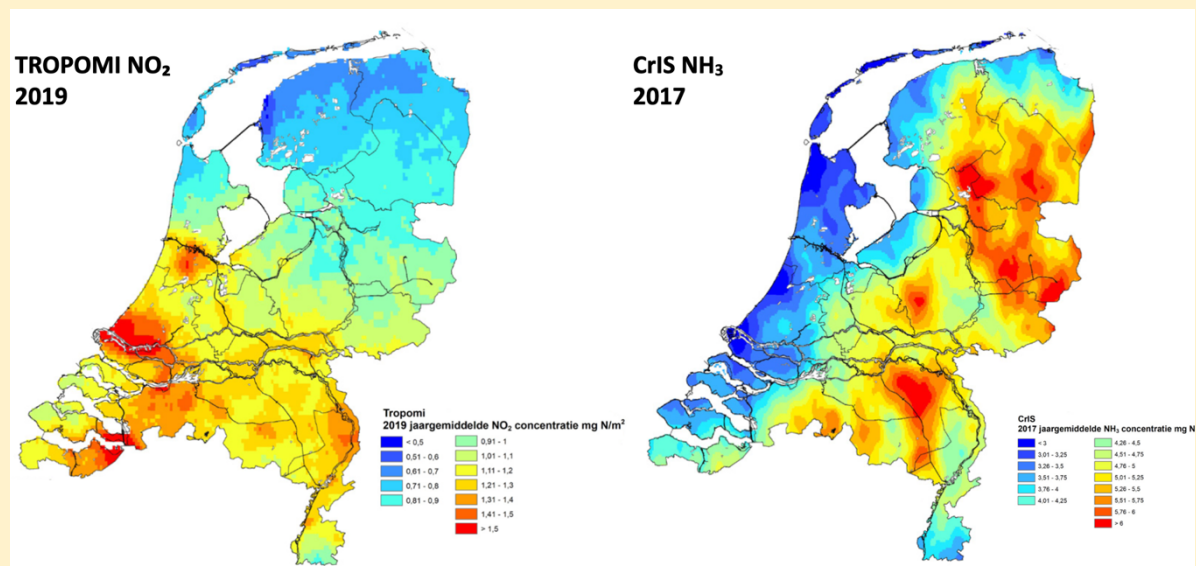 TROPOMI NO₂
2019
Tropomi
2019 jaargemiddelde NO₂ concentratie mg N/m²
< 0,5
0,51 - 0,6
0,61 - 0,7
0,71 - 0,8
0,81 - 0,9
0,91 - 1
1,01 - 1,1
1,11 - 1,2
1,21 - 1,3
1,31 - 1,4
1,41 - 1,5
> 1,5
CrIS NH₃
2017
CrIS
2017 jaargemiddelde NH₃ concentratie mg N
< 3
3,01 - 3,25
3,26 - 3,5
3,51 - 3,75
3,76 - 4
4,01 - 4,25
4,26 - 4,5
4,51 - 4,75
4,76 - 5
5,01 - 5,25
5,26 - 5,5
5,51 - 5,75
5,76 - 6
> 6